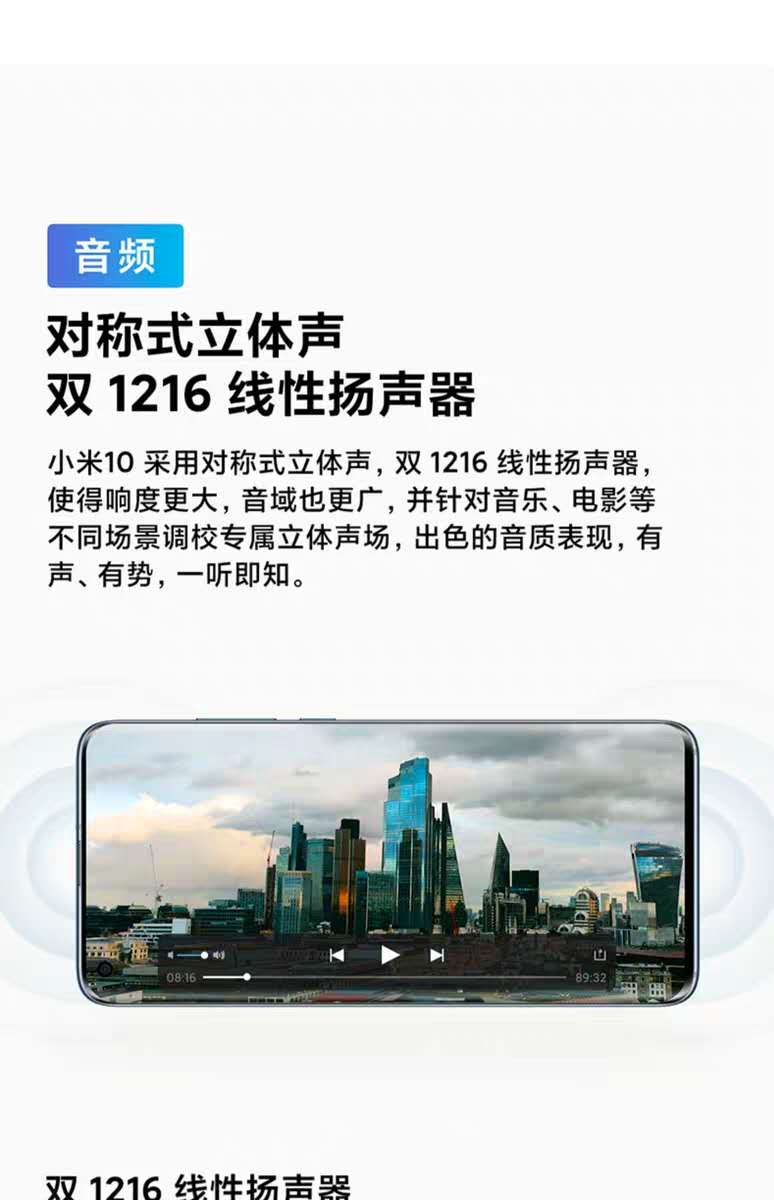 音频
对称式立体声
双 1216 线性扬声器
小米10 采用对称式立体声，双 1216 线性扬声器，
使得响度更大，音域也更广，并针对音乐、电影等
不同场景调校专属立体声场，出色的音质表现，有
声、有势，一听即知。
08:16
89:32
双 1216 线性扬声器